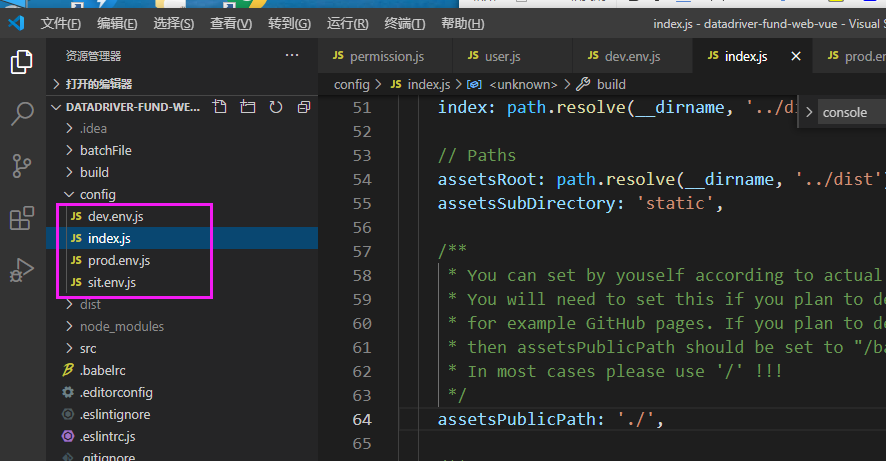 文件(F) 编辑(E) 选择(S) 查看(V) 转到(G) 运行(R) 终端(T) 帮助(H) index.js - datadriver-fund-web-vue - Visual S
资源管理器 ···
打开的编辑器
DATADRIVER-FUND-WE...
.idea
batchFile
build
config
JS dev.env.js
JS index.js
JS prod.env.js
JS sit.env.js
dist
node_modules
src
.babelrc
.editorconfig
.eslintignore
.eslintrc.js
.gitignore
JS permission.js JS user.js JS dev.env.js JS index.js JS prod.en
config > JS index.js > <unknown> > build
console
51 index: path.resolve(__dirname, '../di
52
53 // Paths
54 assetsRoot: path.resolve(__dirname, '../dist'
55 assetsSubDirectory: 'static',
56
57 /**
58 * You can set by youself according to actual
59 * You will need to set this if you plan to de
60 * for example GitHub pages. If you plan to de
61 * then assetsPublicPath should be set to "/ba
62 * In most cases please use '/' !!!
63 */
64 assetsPublicPath: './',
65